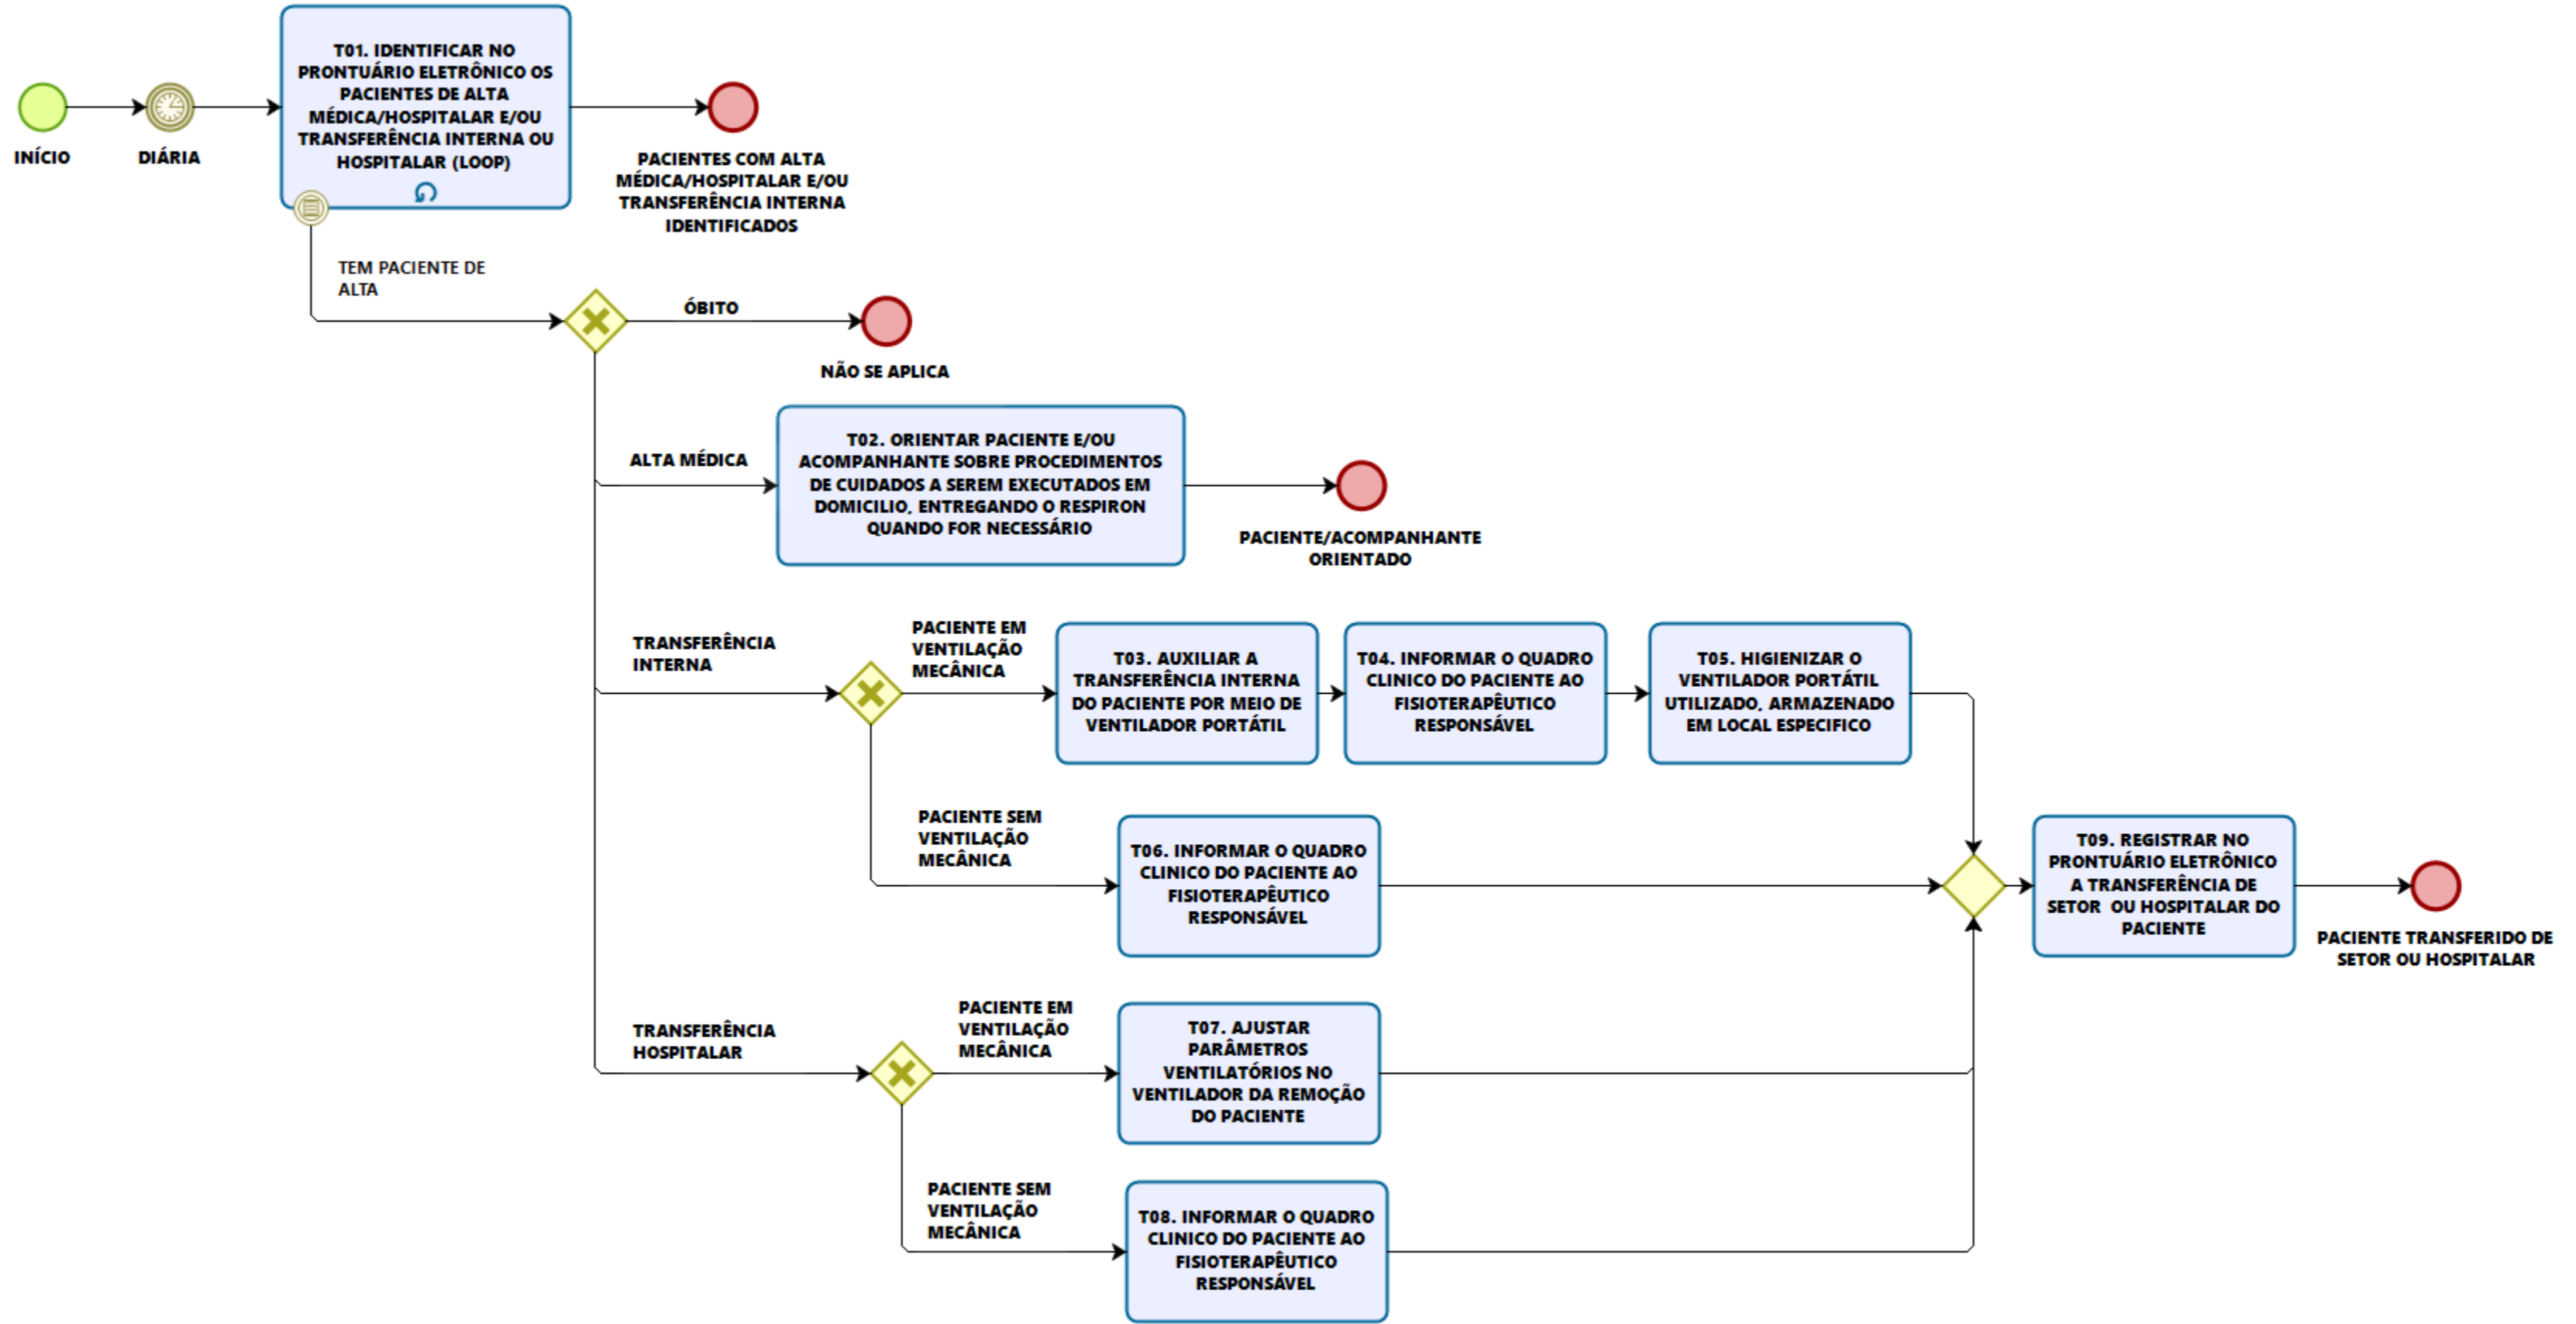 T01. IDENTIFICAR NO
PRONTUÁRIO ELETRÔNICO OS
PACIENTES DE ALTA
MÉDICA/HOSPITALAR E/OU
TRANSFERÊNCIA INTERNA OU
HOSPITALAR (LOOP)
INÍCIO
DIÁRIA
PACIENTES COM ALTA
MÉDICA/HOSPITALAR E/OU
TRANSFERÊNCIA INTERNA
IDENTIFICADOS
TEM PACIENTE DE
ALTA
ÓBITO
NÃO SE APLICA
ALTA MÉDICA
T02. ORIENTAR PACIENTE E/OU
ACOMPANHANTE SOBRE PROCEDIMENTOS
DE CUIDADOS A SEREM EXECUTADOS EM
DOMICILIO, ENTREGANDO O RESPIRON
QUANDO FOR NECESSÁRIO
PACIENTE/ACOMPANHANTE
ORIENTADO
TRANSFERÊNCIA
INTERNA
PACIENTE EM
VENTILAÇÃO
MECÂNICA
T03. AUXILIAR A
TRANSFERÊNCIA INTERNA
DO PACIENTE POR MEIO DE
VENTILADOR PORTÁTIL
T04. INFORMAR O QUADRO
CLINICO DO PACIENTE AO
FISIOTERAPÊUTICO
RESPONSÁVEL
T05. HIGIENIZAR O
VENTILADOR PORTÁTIL
UTILIZADO, ARMAZENADO
EM LOCAL ESPECIFICO
PACIENTE SEM
VENTILAÇÃO
MECÂNICA
T06. INFORMAR O QUADRO
CLINICO DO PACIENTE AO
FISIOTERAPÊUTICO
RESPONSÁVEL
T09. REGISTRAR NO
PRONTUÁRIO ELETRÔNICO
A TRANSFERÊNCIA DE
SETOR OU HOSPITALAR DO
PACIENTE
PACIENTE TRANSFERIDO DE
SETOR OU HOSPITALAR
TRANSFERÊNCIA
HOSPITALAR
PACIENTE EM
VENTILAÇÃO
MECÂNICA
T07. AJUSTAR
PARÂMETROS
VENTILATÓRIOS NO
VENTILADOR DA REMOÇÃO
DO PACIENTE
PACIENTE SEM
VENTILAÇÃO
MECÂNICA
T08. INFORMAR O QUADRO
CLINICO DO PACIENTE AO
FISIOTERAPÊUTICO
RESPONSÁVEL